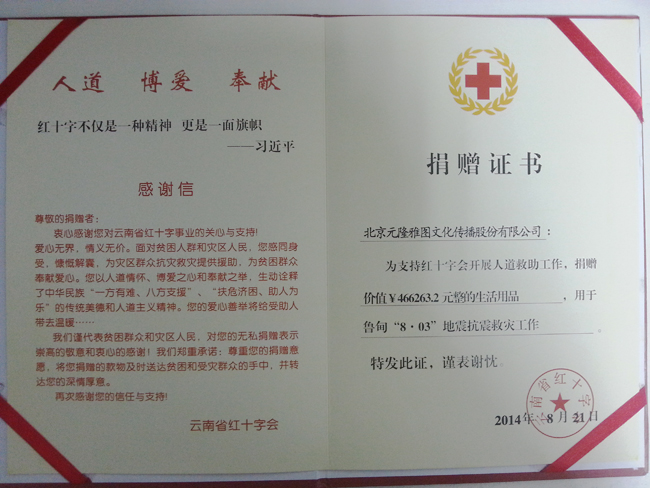 人道 博爱 奉献
红十字不仅是一种精神 更是一面旗帜
——习近平
感谢信
尊敬的捐赠者:
衷心感谢您对云南省红十字事业的关心与支持!
爱心无界,情义无价。面对贫困人群和灾区人民,您感同身
受,慷慨解囊,为灾区群众抗灾救灾提供援助,为贫困群众
奉献爱心。您以人道情怀、博爱之心和奉献之举,生动诠释
了中华民族“一方有难、八方支援”、“扶危济困、助人为
乐”的传统美德和人道主义精神。您的爱心善举将给受助人
带去温暖……
我们谨代表贫困群众和灾区人民,对您的无私捐赠表示
崇高的敬意和衷心的感谢!我们郑重承诺:尊重您的捐赠意
愿,将您捐赠的款物及时送达贫困和受灾群众的手中,并转
达您的深情厚意。
再次感谢您的信任与支持!
云南省红十字会
捐赠证书
北京元隆雅图文化传播股份有限公司:
为支持红十字会开展人道救助工作,捐赠
价值¥466263.2 元整的生活用品,用于
鲁甸“8·03”地震抗震救灾工作。
特发此证,谨表谢忱。
云南省红十字会
2014年 8月21日